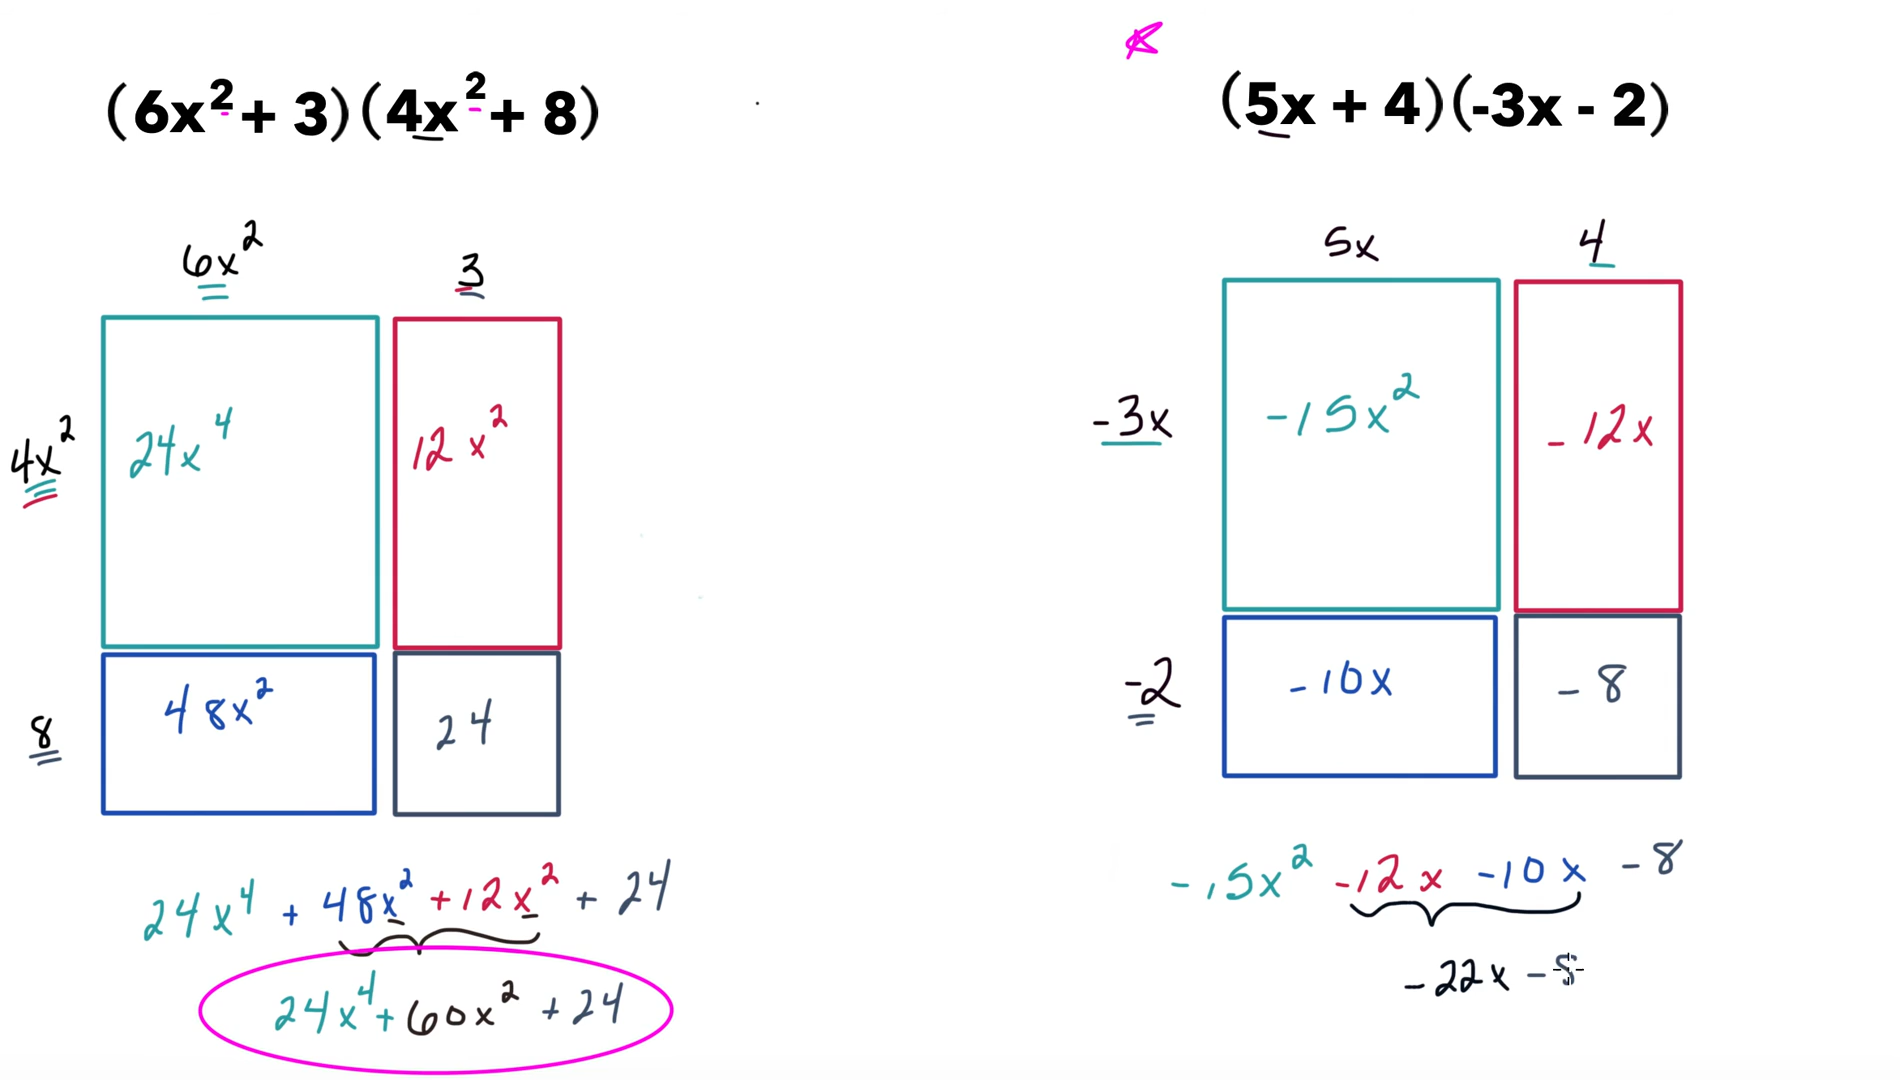 (6x² + 3)(4x² + 8)
6x² 3
4x² 24x⁴ 12x²
8 48x² 24
24x⁴ + 48x² + 12x² + 24
24x⁴ + 60x² + 24
(5x + 4)(-3x - 2)
5x 4
-3x -15x² -12x
-2 -10x -8
-15x² -12x -10x -8
-22x -